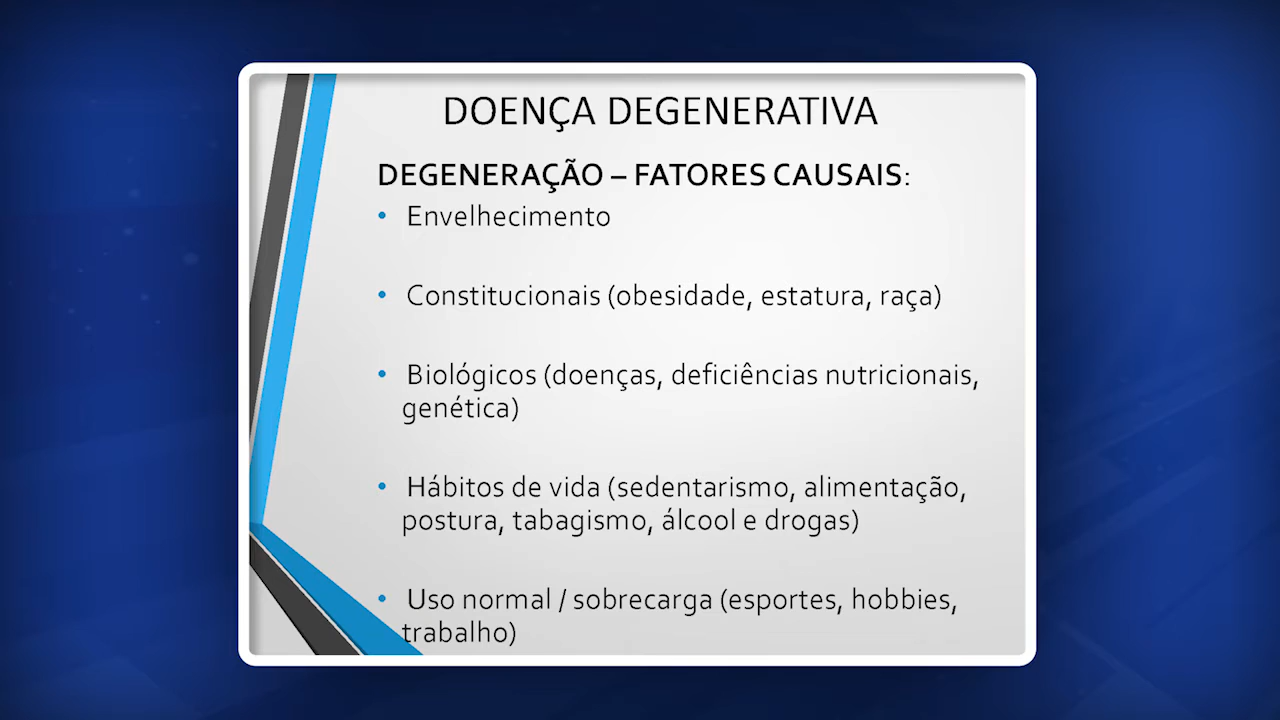 DOENÇA DEGENERATIVA
DEGENERAÇÃO – FATORES CAUSAIS:
• Envelhecimento
• Constitucionais (obesidade, estatura, raça)
• Biológicos (doenças, deficiências nutricionais,
genética)
• Hábitos de vida (sedentarismo, alimentação,
postura, tabagismo, álcool e drogas)
• Uso normal / sobrecarga (esportes, hobbies,
trabalho)